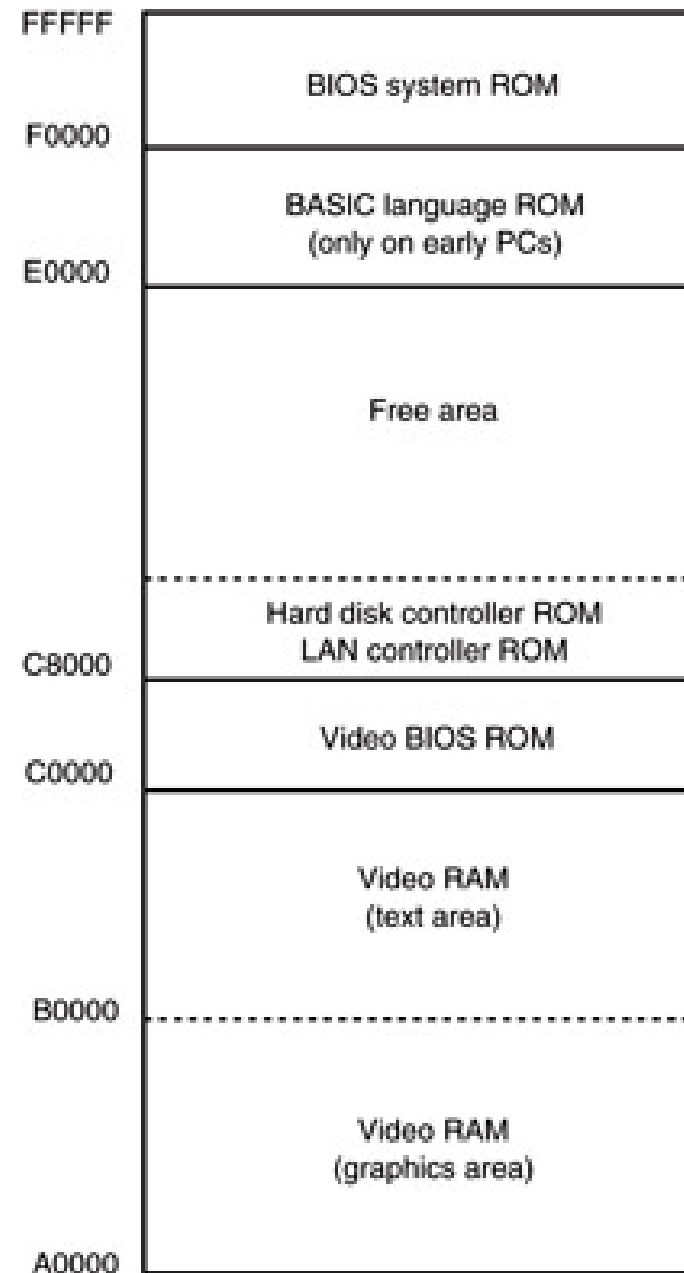 FFFFF
BIOS system ROM
F0000
BASIC language ROM
(only on early PCs)
E0000
Free area
Hard disk controller ROM
LAN controller ROM
C8000
Video BIOS ROM
C0000
Video RAM
(text area)
B0000
Video RAM
(graphics area)
A0000